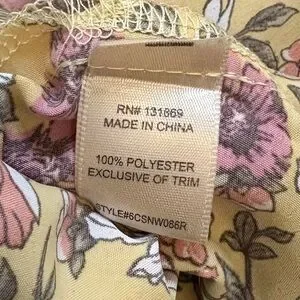 RN# 131869
MADE IN CHINA
100% POLYESTER
EXCLUSIVE OF TRIM
STYLE#6CSNW086R